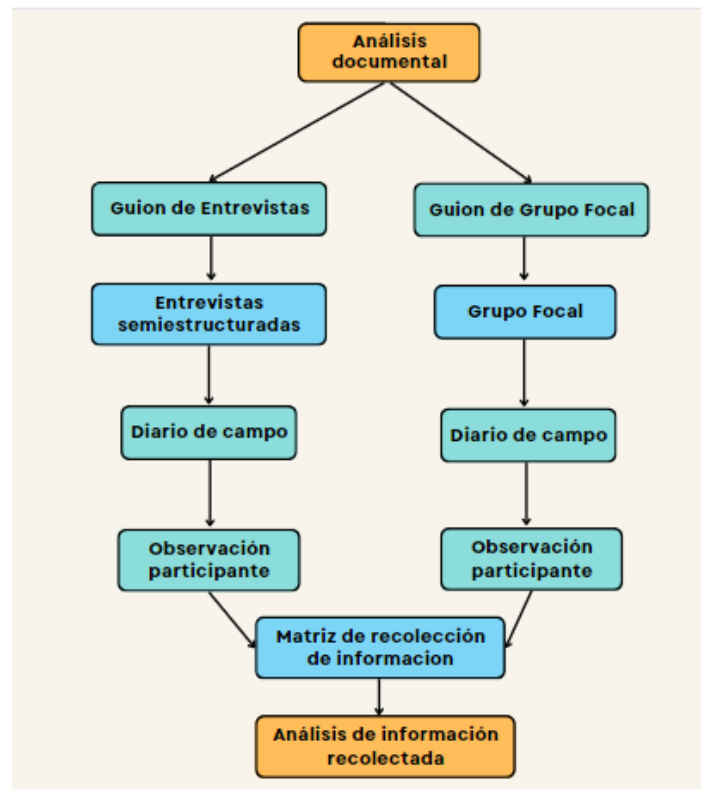 Análisis
documental
Guion de Entrevistas
Guion de Grupo Focal
Entrevistas
semiestructuradas
Grupo Focal
Diario de campo
Diario de campo
Observación
participante
Observación
participante
Matriz de recolección
de informacion
Análisis de información
recolectada